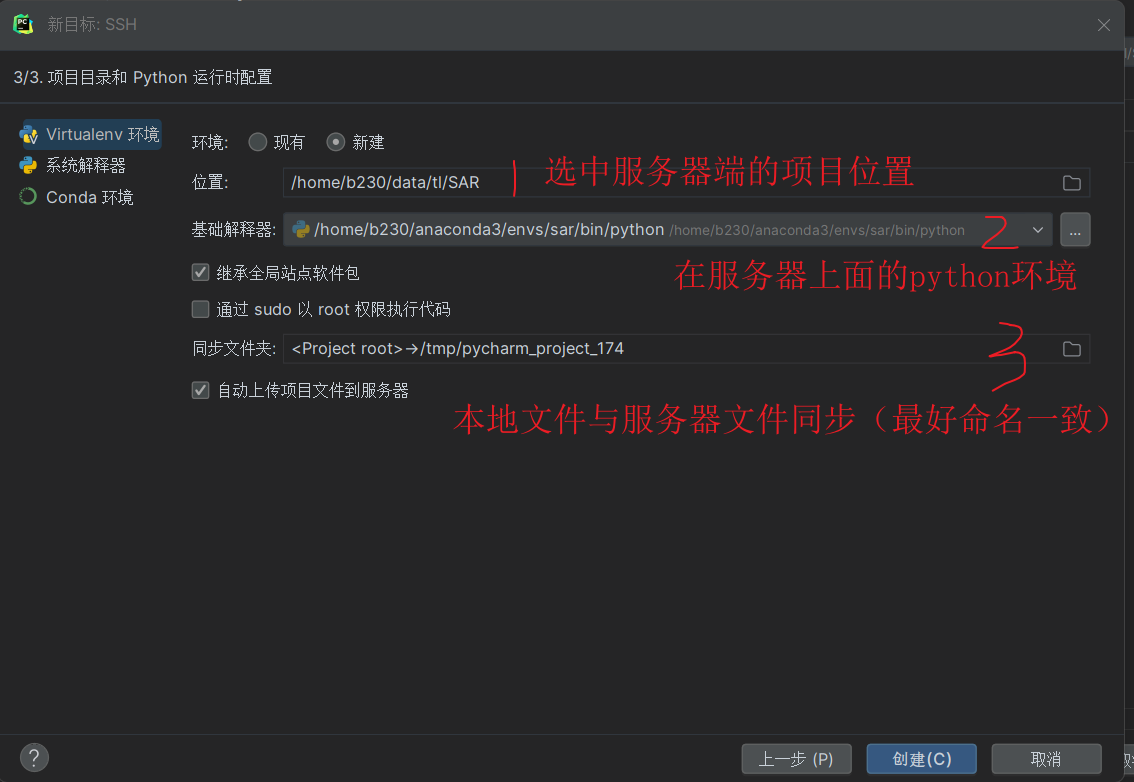 新目标: SSH
3/3. 项目目录和 Python 运行时配置
Virtualenv 环境
系统解释器
Conda 环境
环境: 现有 新建
位置: /home/b230/data/tl/SAR 1 选中服务器端的项目位置
基础解释器: /home/b230/anaconda3/envs/sar/bin/python /home/b230/anaconda3/envs/sar/bin/python 2 ...
在服务器上面的python环境
继承全局站点软件包
通过 sudo 以 root 权限执行代码
同步文件夹: <Project root>→/tmp/pycharm_project_174 3
自动上传项目文件到服务器
本地文件与服务器文件同步（最好命名一致）
? 上一步 (P) 创建(C) 取消